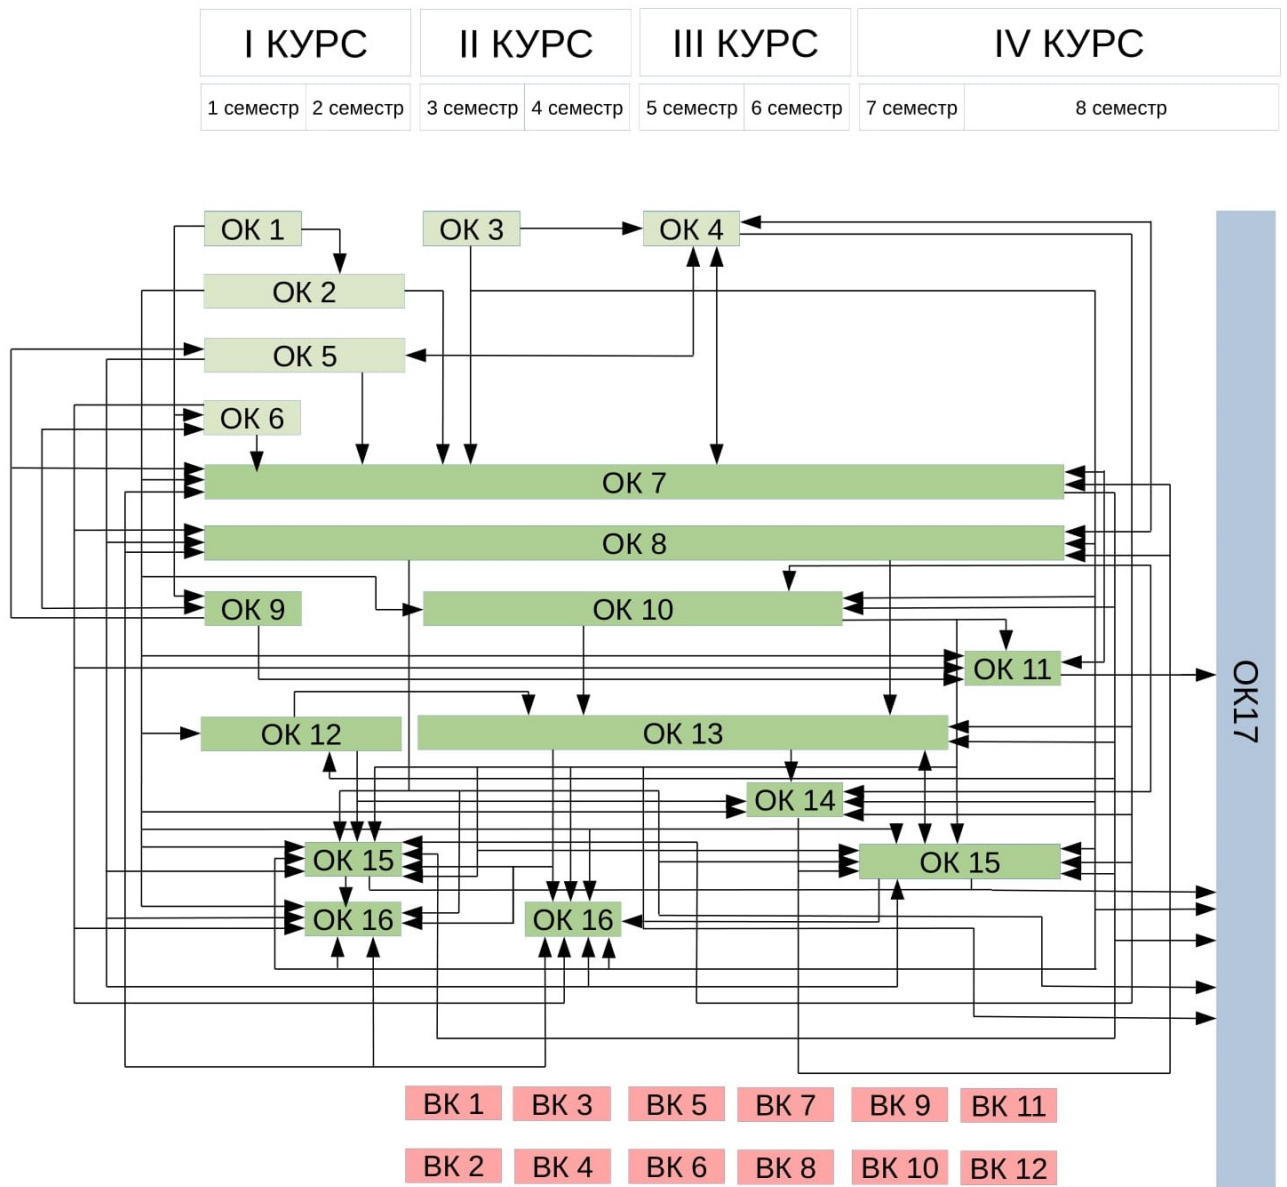 І КУРС
ІІ КУРС
ІІІ КУРС
IV КУРС
1 семестр
2 семестр
3 семестр
4 семестр
5 семестр
6 семестр
7 семестр
8 семестр
ОК 1
ОК 3
ОК 4
ОК 2
ОК 5
ОК 6
ОК 7
ОК 8
ОК 9
ОК 10
ОК 11
ОК17
ОК 12
ОК 13
ОК 14
ОК 15
ОК 15
ОК 16
ОК 16
ВК 1
ВК 3
ВК 5
ВК 7
ВК 9
ВК 11
ВК 2
ВК 4
ВК 6
ВК 8
ВК 10
ВК 12